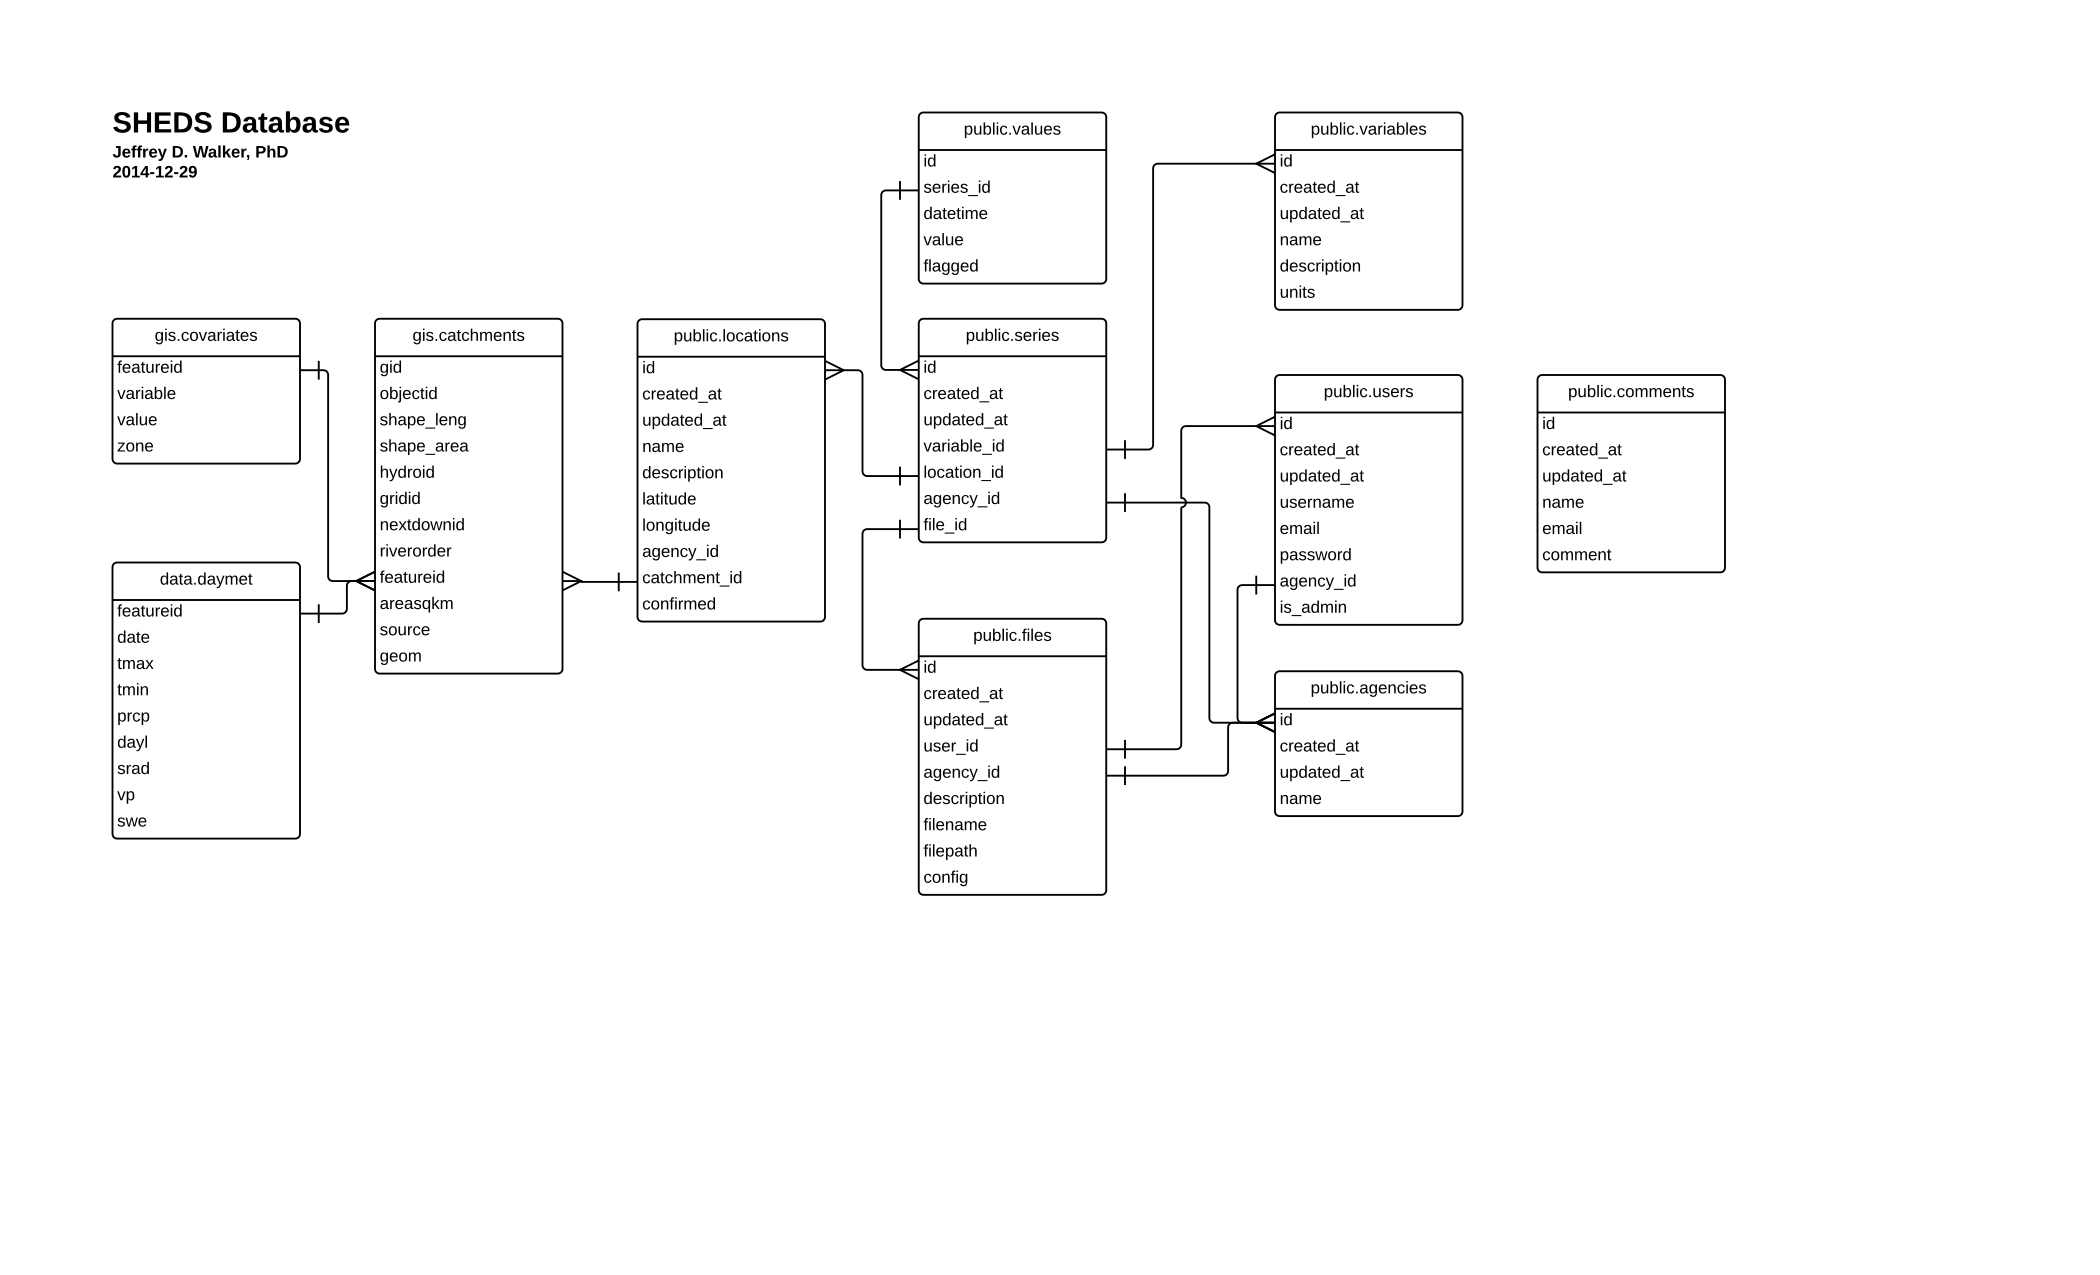 SHEDS Database
Jeffrey D. Walker, PhD
2014-12-29
public.values
id
series_id
datetime
value
flagged
public.variables
id
created_at
updated_at
name
description
units
gis.covariates
featureid
variable
value
zone
gis.catchments
gid
objectid
shape_leng
shape_area
hydroid
gridid
nextdownid
riverorder
featureid
areasqkm
source
geom
public.locations
id
created_at
updated_at
name
description
latitude
longitude
agency_id
catchment_id
confirmed
public.series
id
created_at
updated_at
variable_id
location_id
agency_id
file_id
public.users
id
created_at
updated_at
username
email
password
agency_id
is_admin
public.comments
id
created_at
updated_at
name
email
comment
data.daymet
featureid
date
tmax
tmin
prcp
dayl
srad
vp
swe
public.files
id
created_at
updated_at
user_id
agency_id
description
filename
filepath
config
public.agencies
id
created_at
updated_at
name